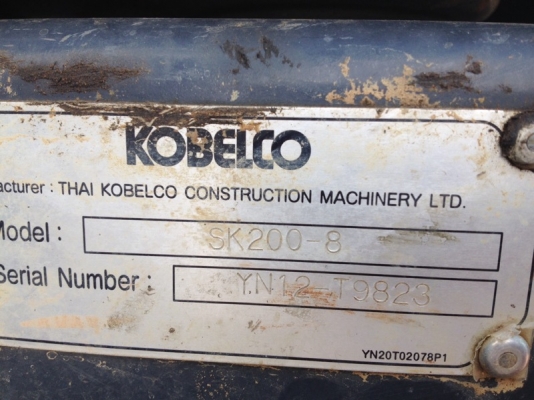 KOBELCO
acturer : THAI KOBELCO CONSTRUCTION MACHINERY LTD.
Model : SK200-8
Serial Number : YN12-T9823
YN20T02078P1